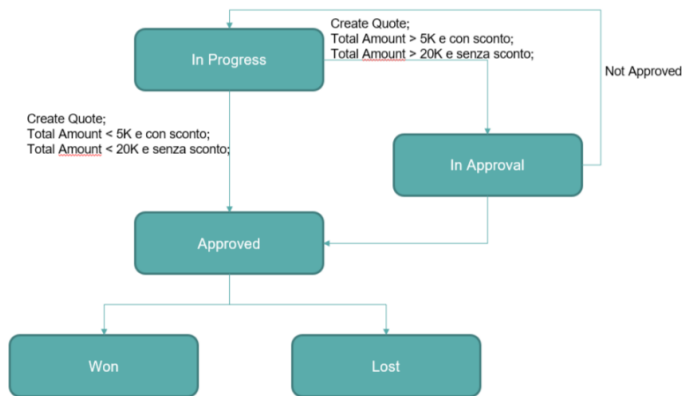 Create Quote;
Total Amount > 5K e con sconto;
Total Amount > 20K e senza sconto;
In Progress
Not Approved
Create Quote;
Total Amount < 5K e con sconto;
Total Amount < 20K e senza sconto;
In Approval
Approved
Won
Lost